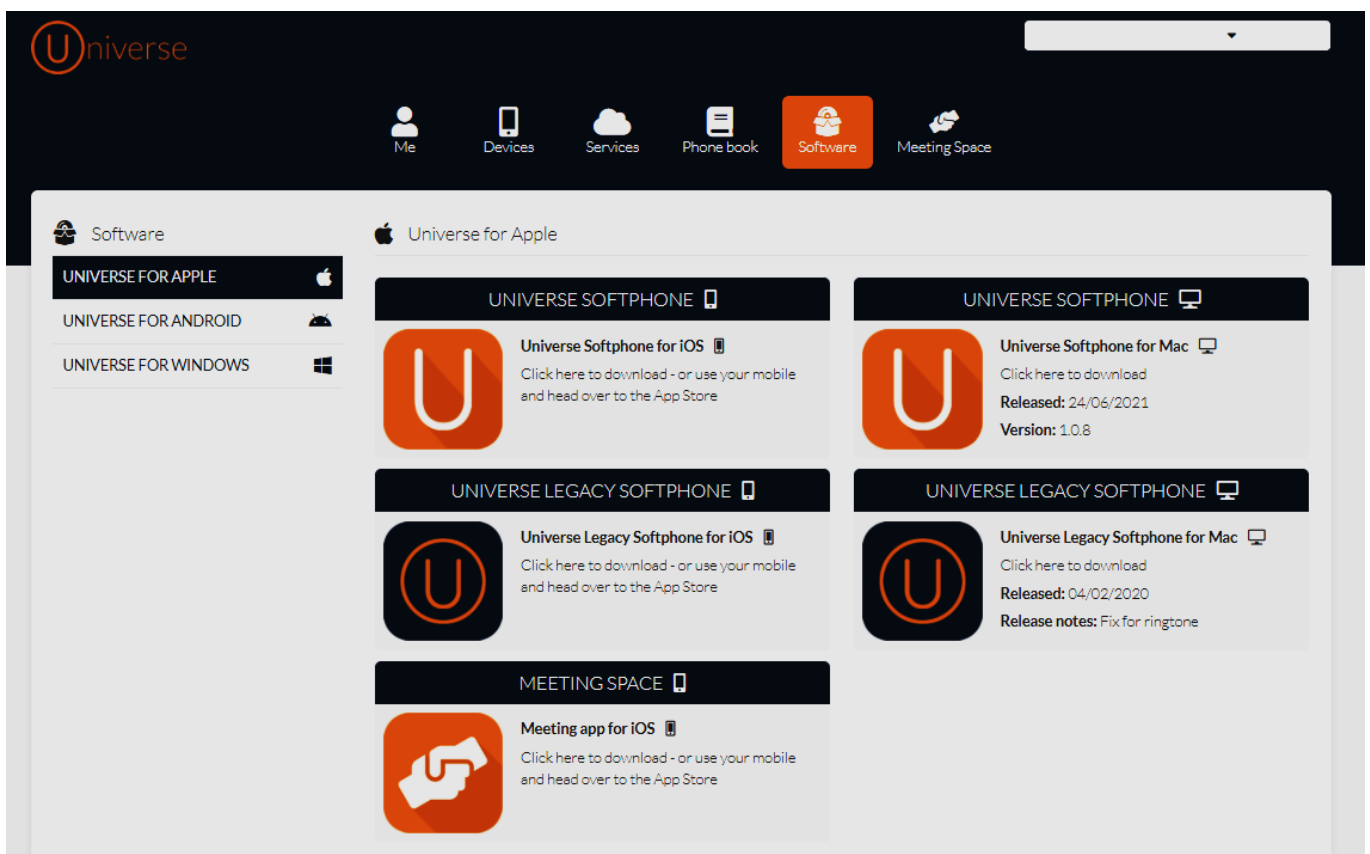 Universe
Me
Devices
Services
Phone book
Software
Meeting Space
Software
UNIVERSE FOR APPLE
UNIVERSE FOR ANDROID
UNIVERSE FOR WINDOWS
Universe for Apple
UNIVERSE SOFTPHONE
Universe Softphone for iOS
Click here to download - or use your mobile
and head over to the App Store
UNIVERSE SOFTPHONE
Universe Softphone for Mac
Click here to download
Released: 24/06/2021
Version: 1.0.8
UNIVERSE LEGACY SOFTPHONE
Universe Legacy Softphone for iOS
Click here to download - or use your mobile
and head over to the App Store
UNIVERSE LEGACY SOFTPHONE
Universe Legacy Softphone for Mac
Click here to download
Released: 04/02/2020
Release notes: Fix for ringtone
MEETING SPACE
Meeting app for iOS
Click here to download - or use your mobile
and head over to the App Store